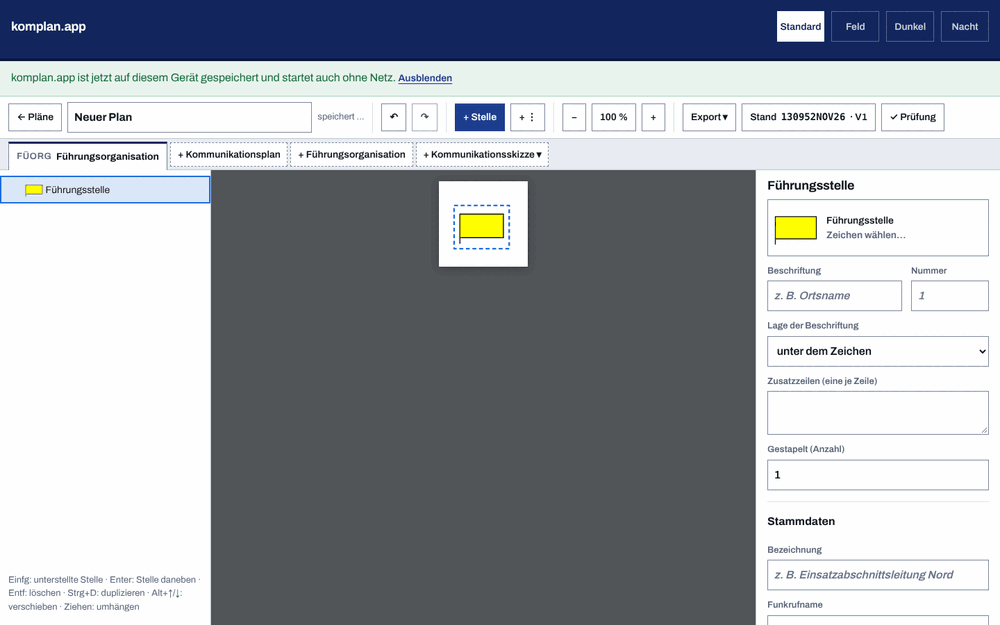 komplan.app
Standard
Feld
Dunkel
Nacht
komplan.app ist jetzt auf diesem Gerät gespeichert und startet auch ohne Netz. Ausblenden
← Pläne
Neuer Plan
speichert ...
↶
↷
+ Stelle
+ ⋮
−
100 %
+
Export ▾
Stand 130952NOV26 · V1
✓ Prüfung
FÜORG Führungsorganisation
+ Kommunikationsplan
+ Führungsorganisation
+ Kommunikationsskizze ▾
Führungsstelle
Einfg: unterstellte Stelle · Enter: Stelle daneben ·
Entf: löschen · Strg+D: duplizieren · Alt+↑/↓:
verschieben · Ziehen: umhängen
Führungsstelle
Führungsstelle
Zeichen wählen…
Beschriftung
Nummer
z. B. Ortsname
1
Lage der Beschriftung
unter dem Zeichen
Zusatzzeilen (eine je Zeile)
Gestapelt (Anzahl)
1
Stammdaten
Bezeichnung
z. B. Einsatzabschnittsleitung Nord
Funkrufname